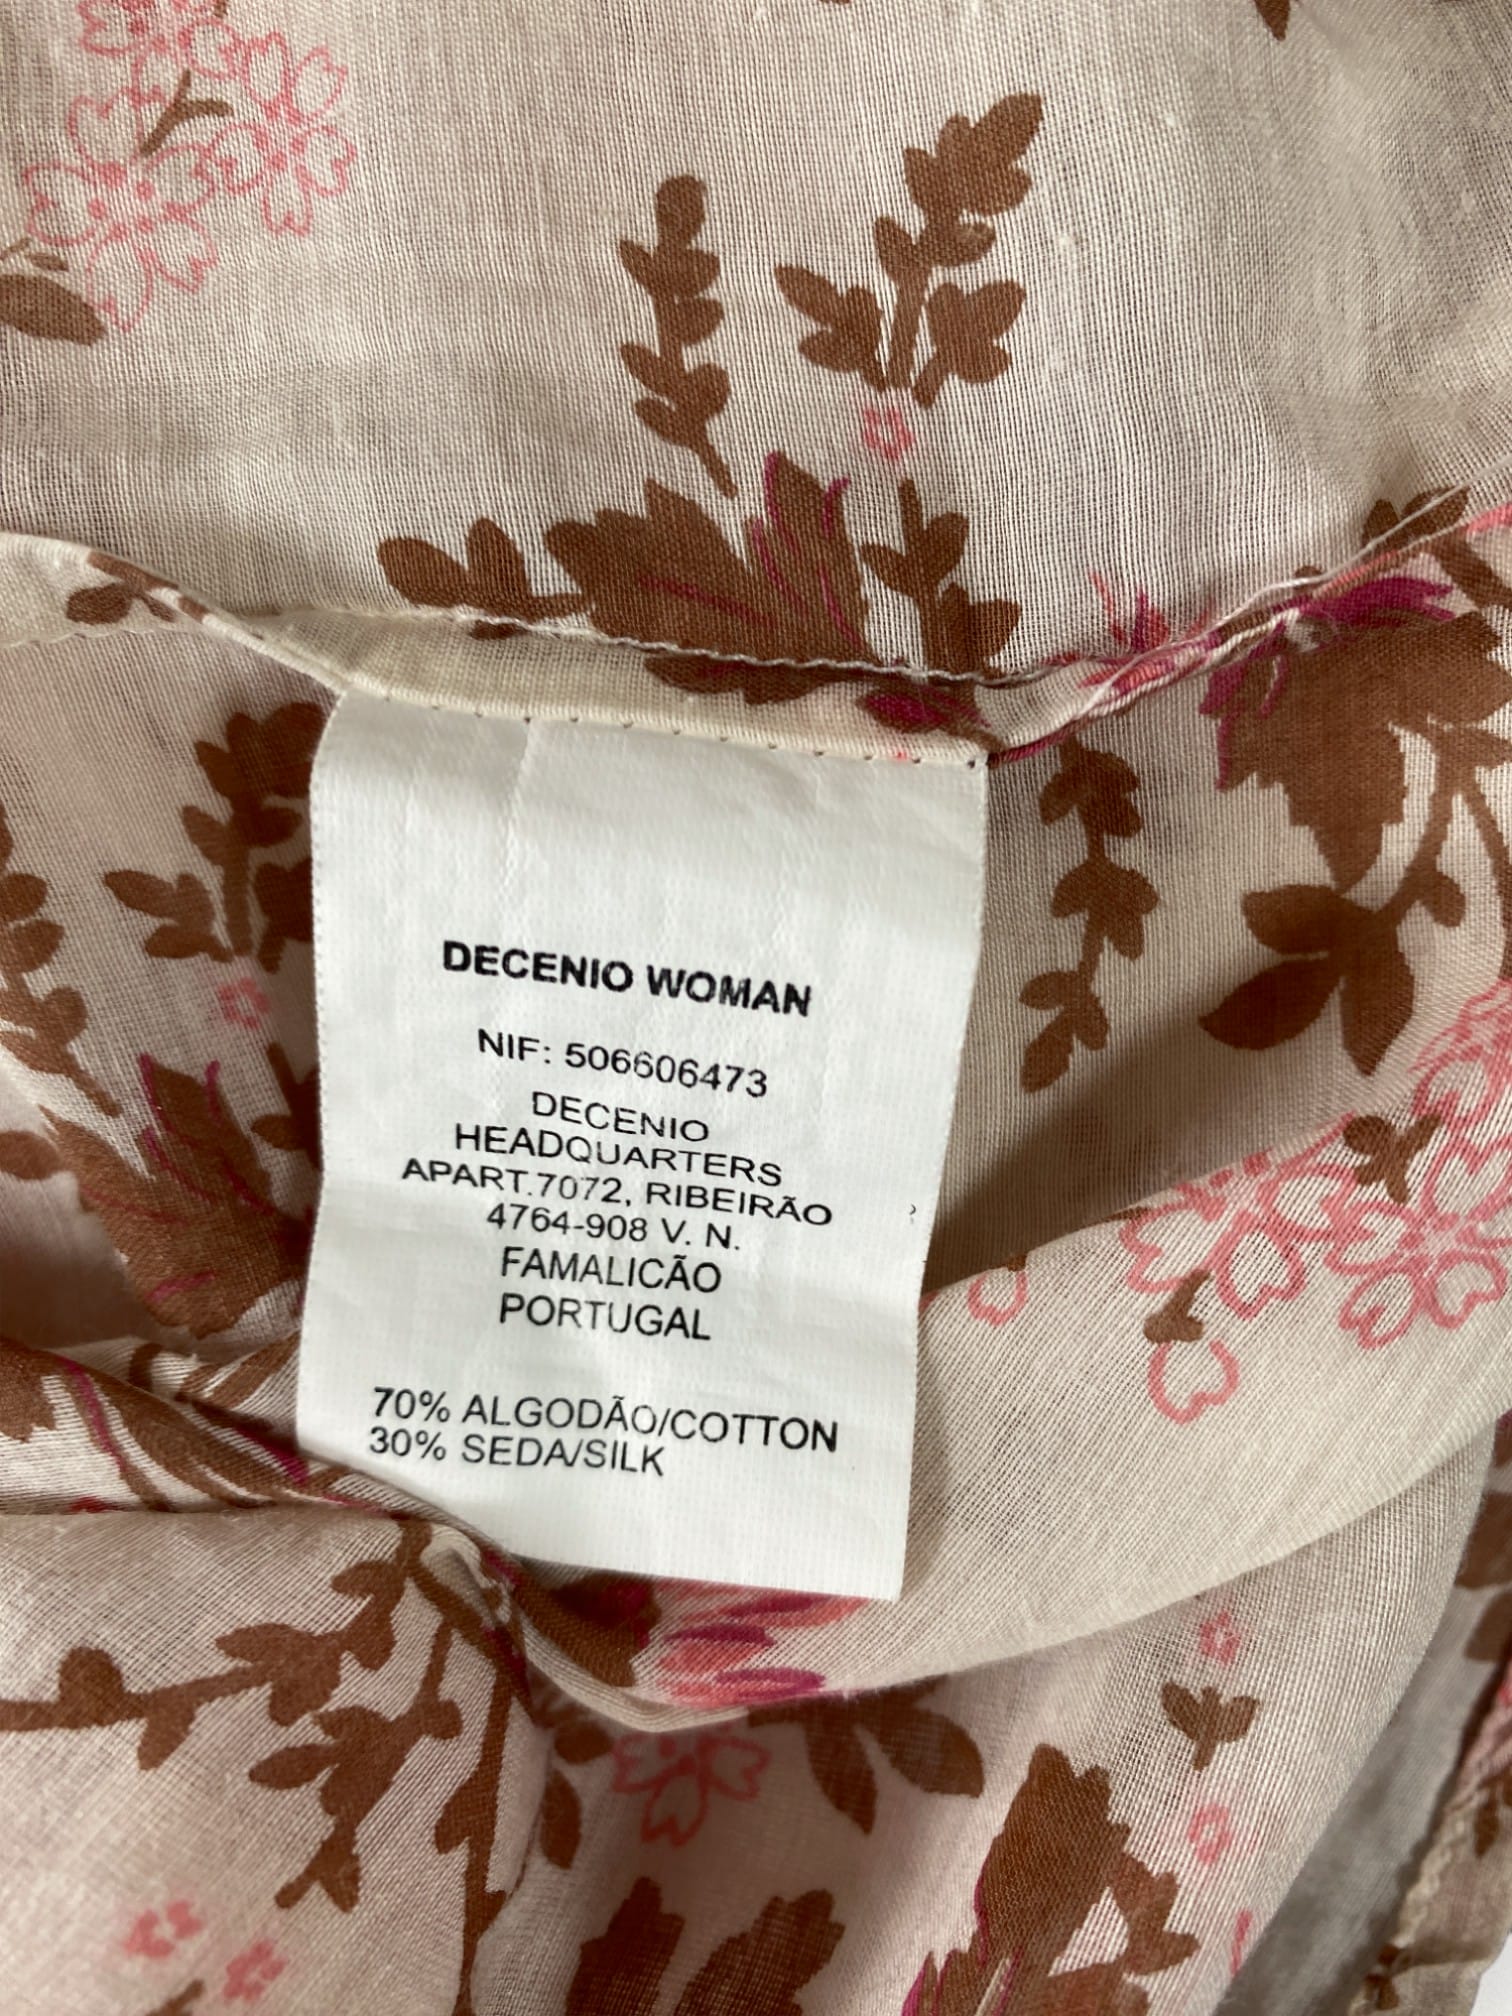 DECENIO WOMAN
NIF: 506606473
DECENIO
HEADQUARTERS
APART.7072, RIBEIRÃO
4764-908 V. N.
FAMALICÃO
PORTUGAL
70% ALGODÃO/COTTON
30% SEDA/SILK